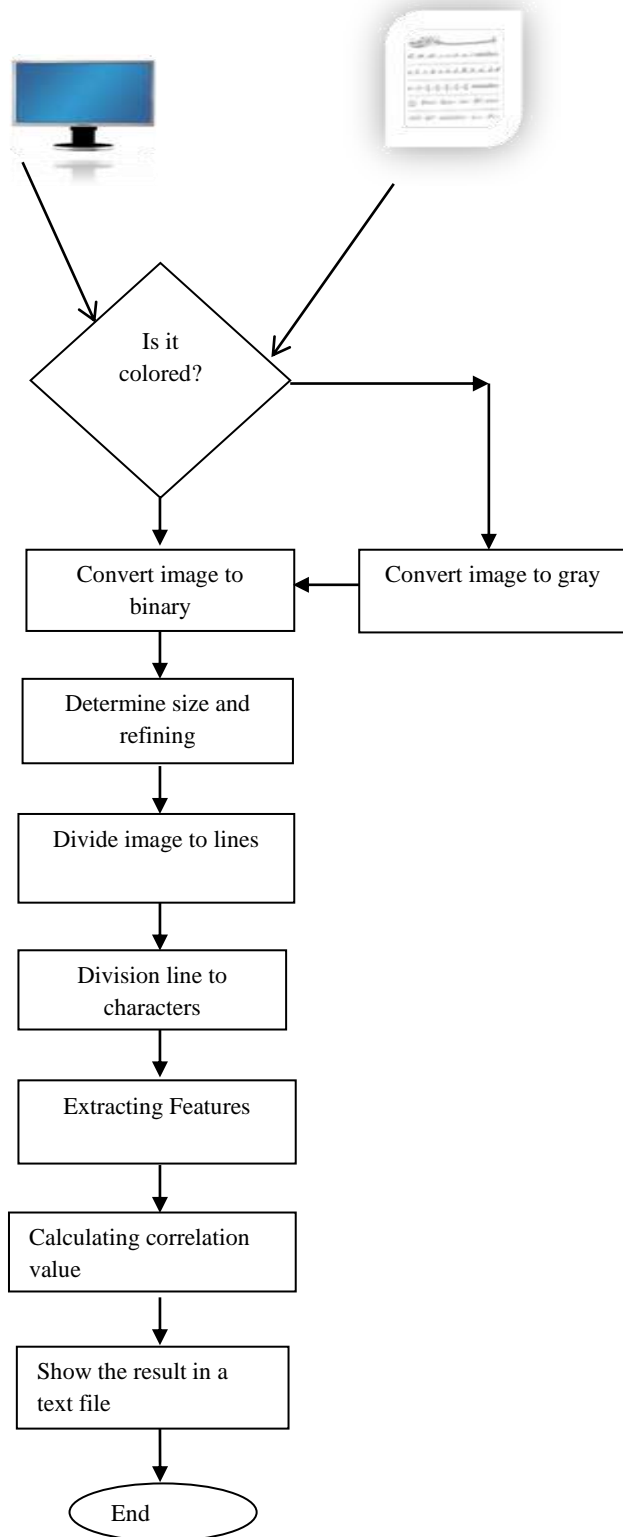 Is it
colored?
Convert image to
binary
Convert image to gray
Determine size and
refining
Divide image to lines
Division line to
characters
Extracting Features
Calculating correlation
value
Show the result in a
text file
End